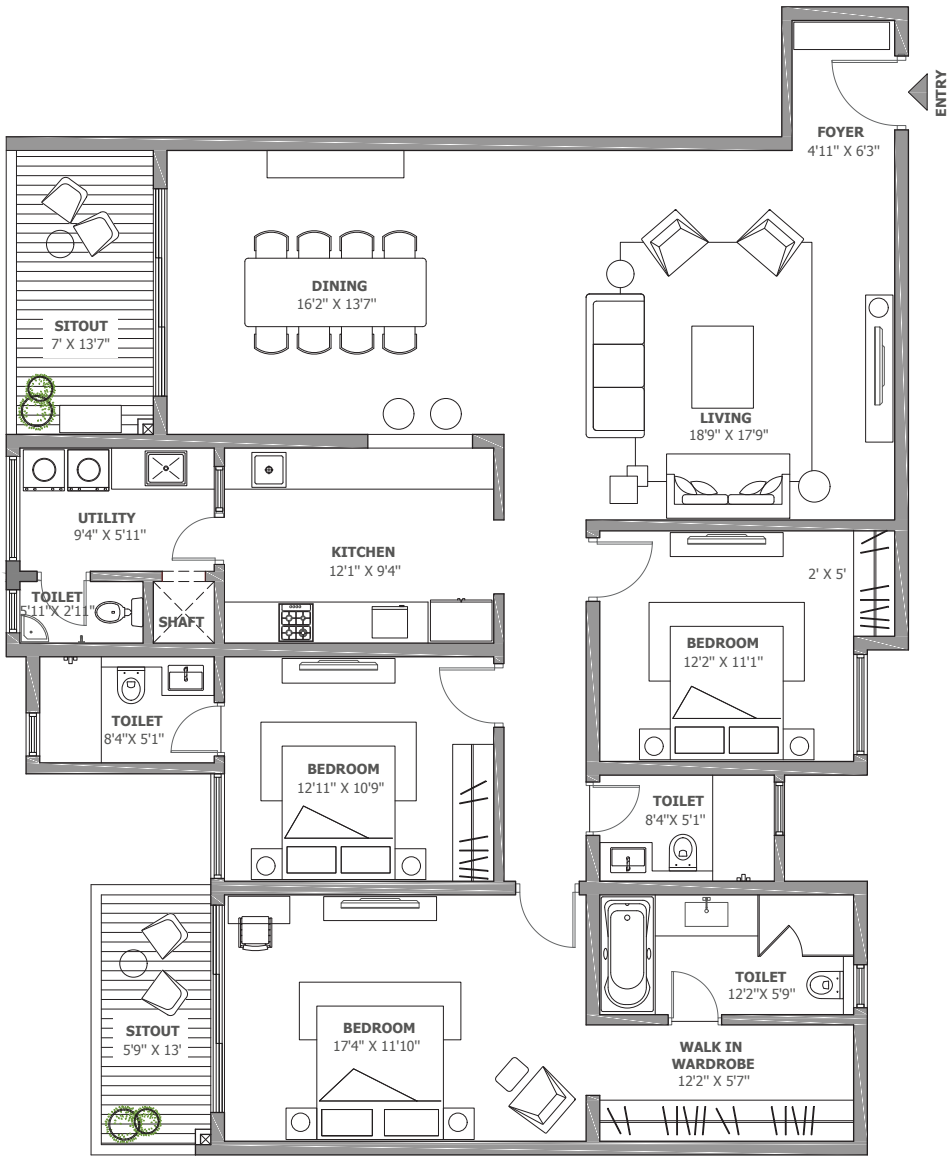 ENTRY
FOYER
4'11" X 6'3"
DINING
16'2" X 13'7"
SITOUT
7' X 13'7"
LIVING
18'9" X 17'9"
UTILITY
9'4" X 5'11"
KITCHEN
12'1" X 9'4"
2' X 5'
TOILET
5'11"X 2'11"
SHAFT
BEDROOM
12'2" X 11'1"
TOILET
8'4"X 5'1"
BEDROOM
12'11" X 10'9"
TOILET
8'4"X 5'1"
TOILET
12'2"X 5'9"
SITOUT
5'9" X 13'
BEDROOM
17'4" X 11'10"
WALK IN
WARDROBE
12'2" X 5'7"